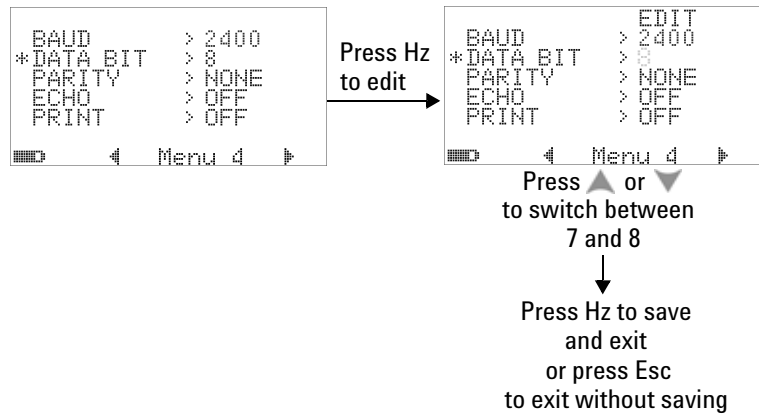 BAUD > 2400
*DATA BIT > 8
PARITY > NONE
ECHO > OFF
PRINT > OFF
Menu 4
Press Hz
to edit
EDIT
BAUD > 2400
*DATA BIT > 8
PARITY > NONE
ECHO > OFF
PRINT > OFF
Menu 4
Press ▲ or ▼
to switch between
7 and 8
Press Hz to save
and exit
or press Esc
to exit without saving